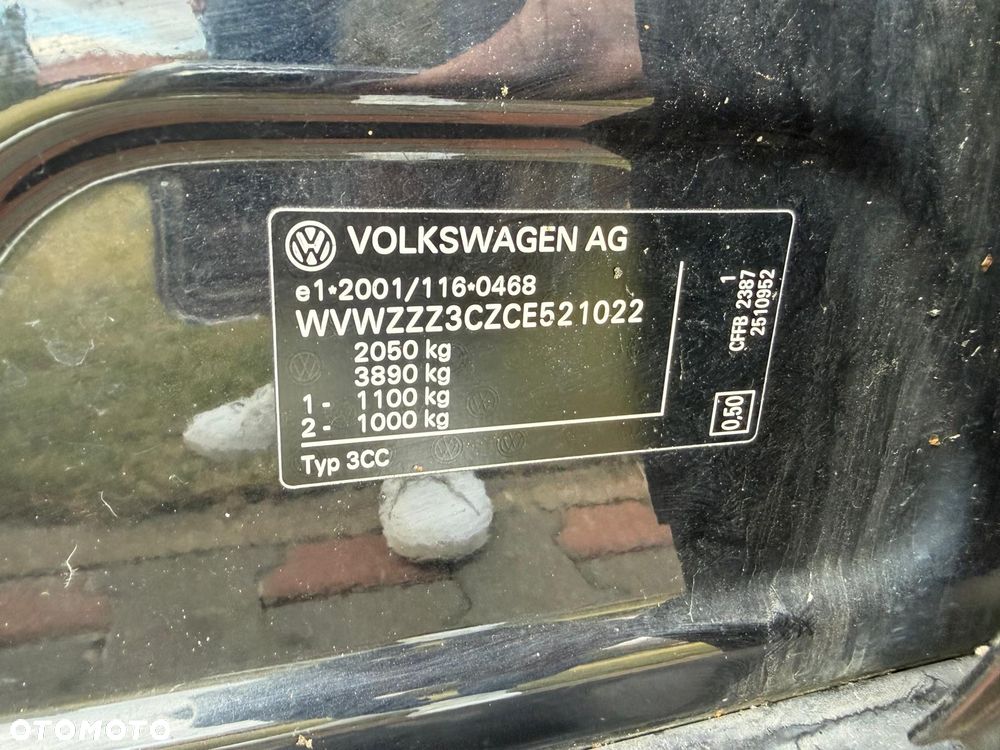 VOLKSWAGEN AG
e1*2001/116*0468
WVWZZZ3CZCE521022
2050 kg
3890 kg
1 - 1100 kg
2 - 1000 kg
Typ 3CC
1
CFFB 2387
2510952
0,50
OTOMOTO